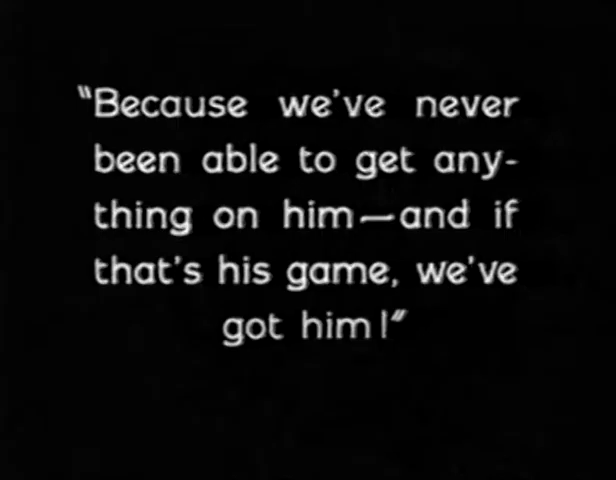 "Because we've never
been able to get any-
thing on him—and if
that's his game, we've
got him!"